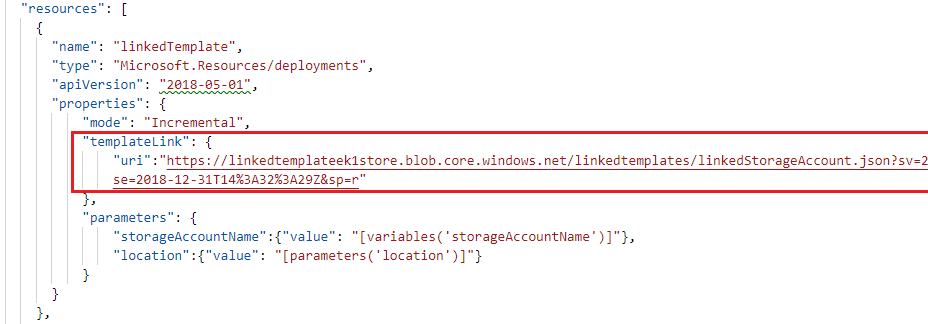 "resources": [
{
"name": "linkedTemplate",
"type": "Microsoft.Resources/deployments",
"apiVersion": "2018-05-01",
"properties": {
"mode": "Incremental",
"templateLink": {
"uri":"https://linkedtemplateek1store.blob.core.windows.net/linkedtemplates/linkedStorageAccount.json?sv=2
se=2018-12-31T14%3A32%3A29Z&sp=r"
},
"parameters": {
"storageAccountName":{"value": "[variables('storageAccountName')]"},
"location":{"value": "[parameters('location')]"}
}
}
},